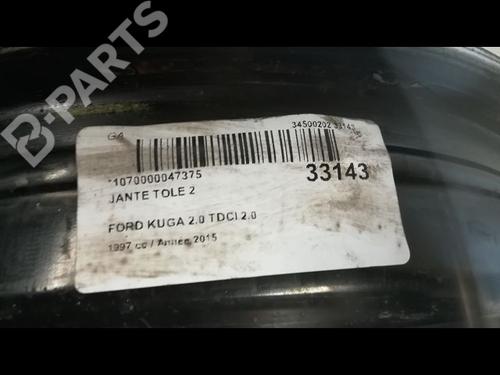 B-PARTS
GA
34500202 33143
*1070000047375
33143
JANTE TOLE 2
FORD KUGA 2.0 TDCI 2.0
1997 cc / Année 2015